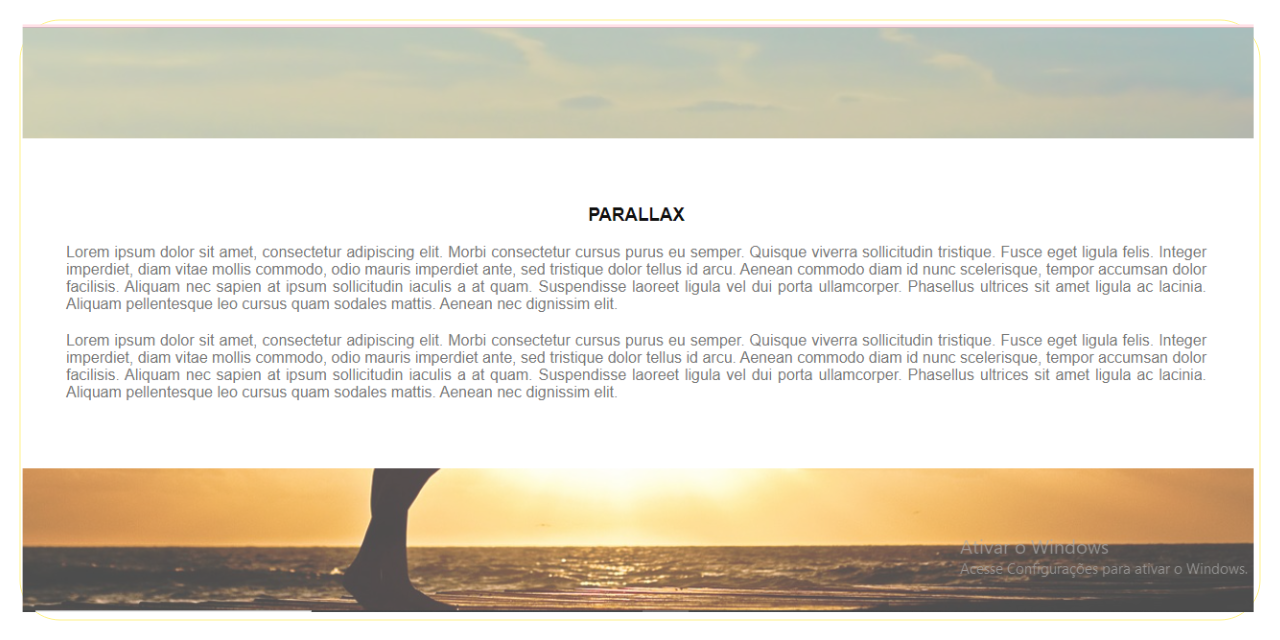 PARALLAX
Lorem ipsum dolor sit amet, consectetur adipiscing elit. Morbi consectetur cursus purus eu semper. Quisque viverra sollicitudin tristique. Fusce eget ligula felis. Integer
imperdiet, diam vitae mollis commodo, odio mauris imperdiet ante, sed tristique dolor tellus id arcu. Aenean commodo diam id nunc scelerisque, tempor accumsan dolor
facilisis. Aliquam nec sapien at ipsum sollicitudin iaculis a at quam. Suspendisse laoreet ligula vel dui porta ullamcorper. Phasellus ultrices sit amet ligula ac lacinia.
Aliquam pellentesque leo cursus quam sodales mattis. Aenean nec dignissim elit.
Lorem ipsum dolor sit amet, consectetur adipiscing elit. Morbi consectetur cursus purus eu semper. Quisque viverra sollicitudin tristique. Fusce eget ligula felis. Integer
imperdiet, diam vitae mollis commodo, odio mauris imperdiet ante, sed tristique dolor tellus id arcu. Aenean commodo diam id nunc scelerisque, tempor accumsan dolor
facilisis. Aliquam nec sapien at ipsum sollicitudin iaculis a at quam. Suspendisse laoreet ligula vel dui porta ullamcorper. Phasellus ultrices sit amet ligula ac lacinia.
Aliquam pellentesque leo cursus quam sodales mattis. Aenean nec dignissim elit.
Ativar o Windows
Acesse Configurações para ativar o Windows.